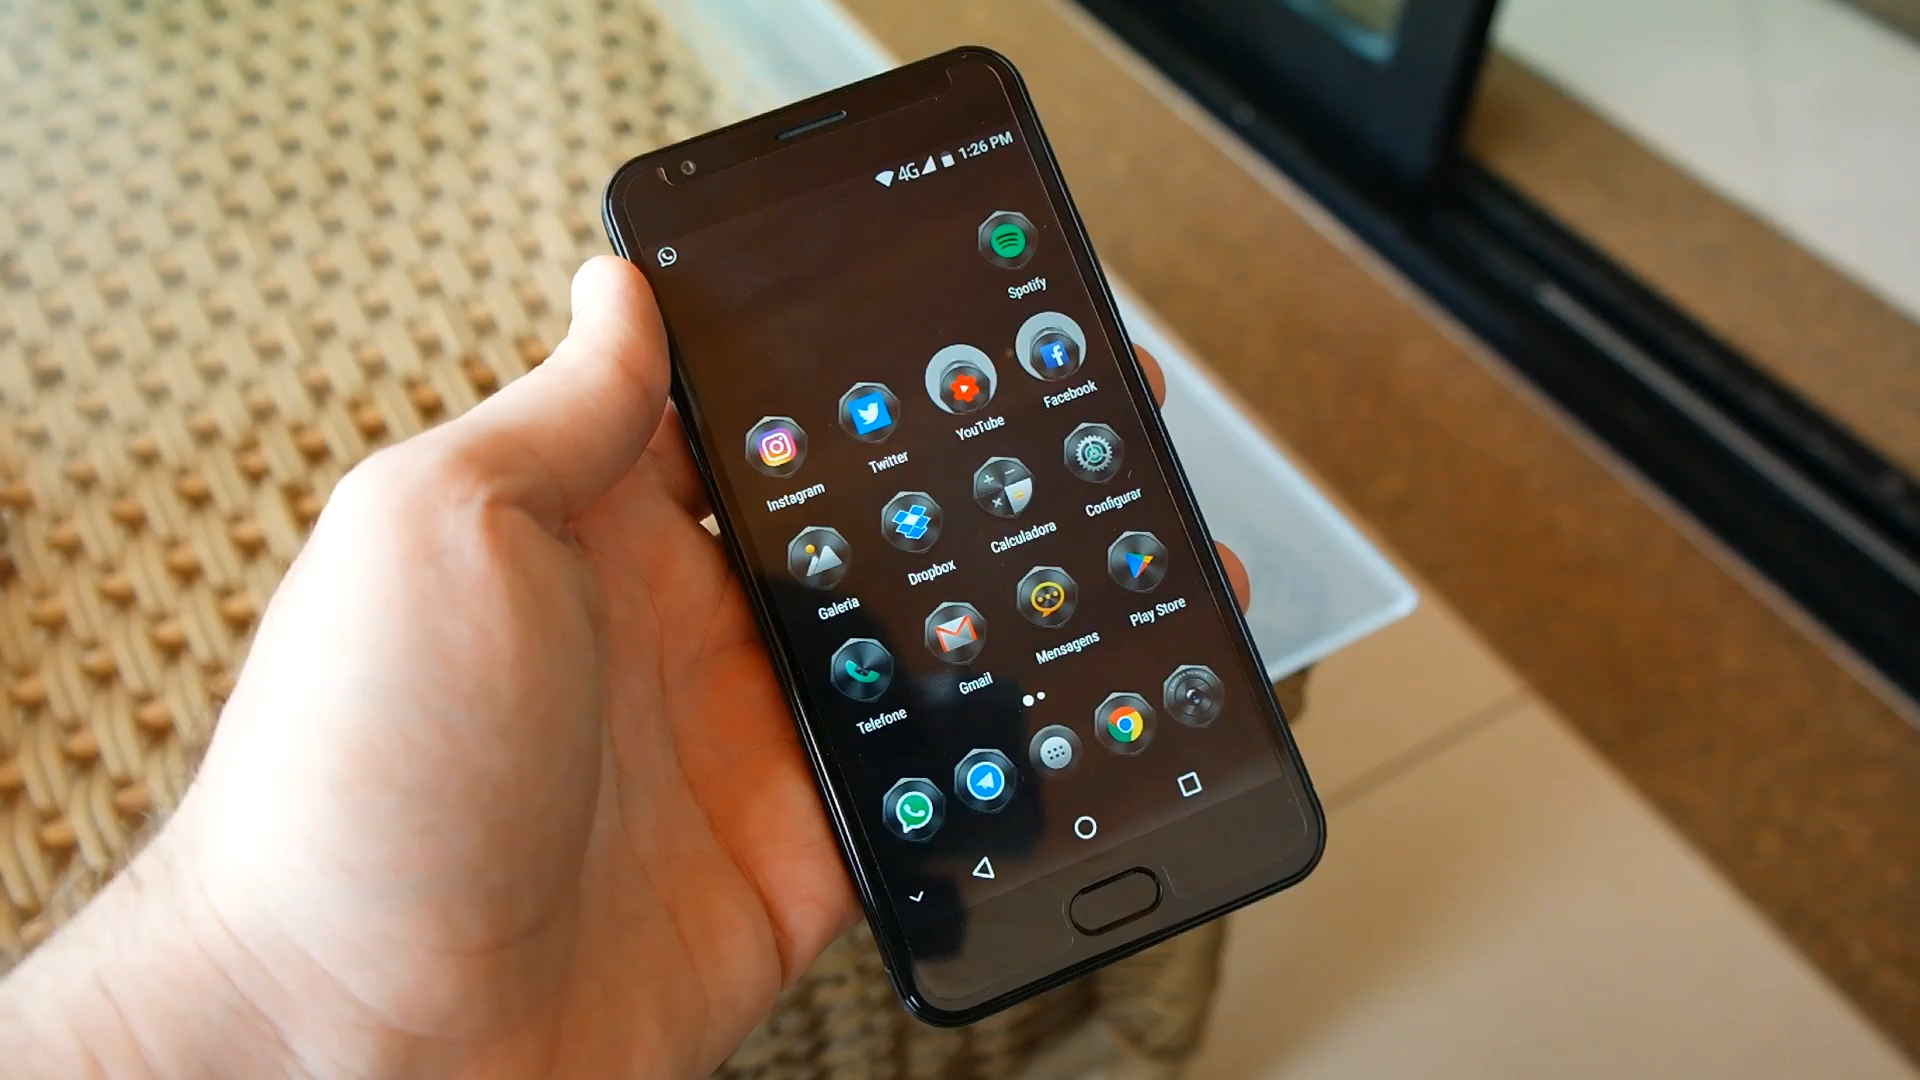 4G 1:26 PM
Spotify
Instagram Twitter YouTube Facebook
Galeria Dropbox Calculadora Configurar
Telefone Gmail Mensagens Play Store